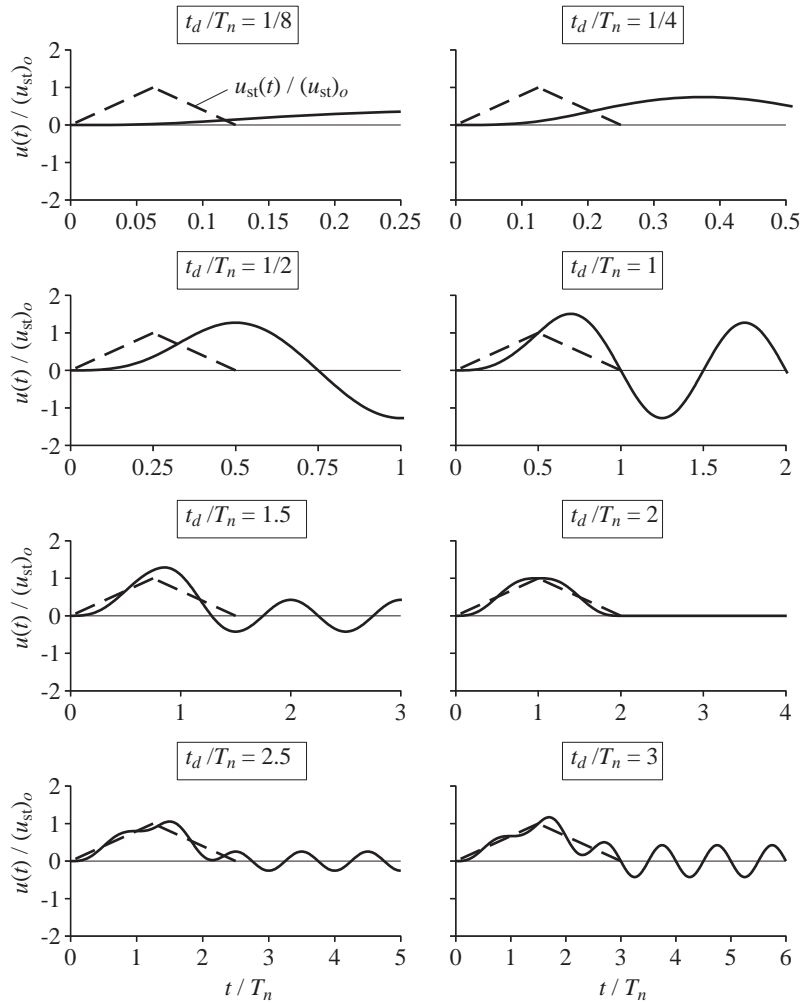 t_d /T_n = 1/8
t_d /T_n = 1/4
u(t) / (u_st)_o
2
1
0
-1
-2
u_st(t) / (u_st)_o
0 0.05 0.1 0.15 0.2 0.25
0 0.1 0.2 0.3 0.4 0.5
t_d /T_n = 1/2
t_d /T_n = 1
u(t) / (u_st)_o
2
1
0
-1
-2
0 0.25 0.5 0.75 1
0 0.5 1 1.5 2
t_d /T_n = 1.5
t_d /T_n = 2
u(t) / (u_st)_o
2
1
0
-1
-2
0 1 2 3
0 1 2 3 4
t_d /T_n = 2.5
t_d /T_n = 3
u(t) / (u_st)_o
2
1
0
-1
-2
0 1 2 3 4 5
0 1 2 3 4 5 6
t / T_n
t / T_n